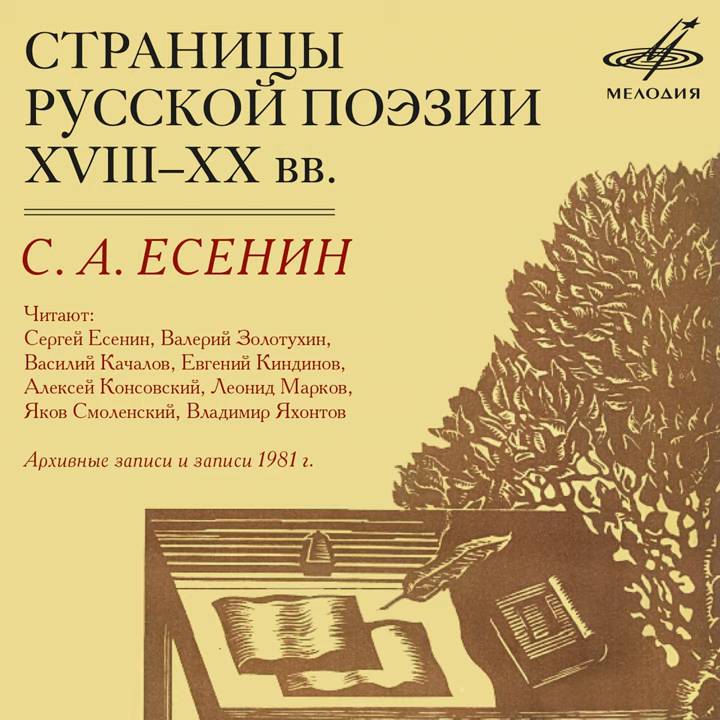 СТРАНИЦЫ
РУССКОЙ ПОЭЗИИ
XVIII–XX вв.
МЕЛОДИЯ
С. А. ЕСЕНИН
Читают:
Сергей Есенин, Валерий Золотухин,
Василий Качалов, Евгений Киндинов,
Алексей Консовский, Леонид Марков,
Яков Смоленский, Владимир Яхонтов
Архивные записи и записи 1981 г.